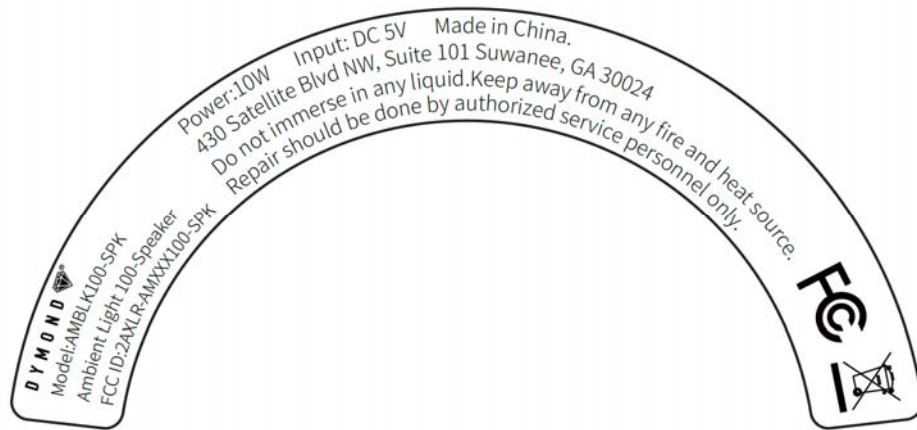 DYMOND®
Model:AMBLK100-SPK
Ambient Light 100-Speaker
FCC ID:2AXLR-AMXXX100-SPK
Power:10W Input: DC 5V Made in China.
430 Satellite Blvd NW, Suite 101 Suwanee, GA 30024
Do not immerse in any liquid.Keep away from any fire and heat source.
Repair should be done by authorized service personnel only.
FC